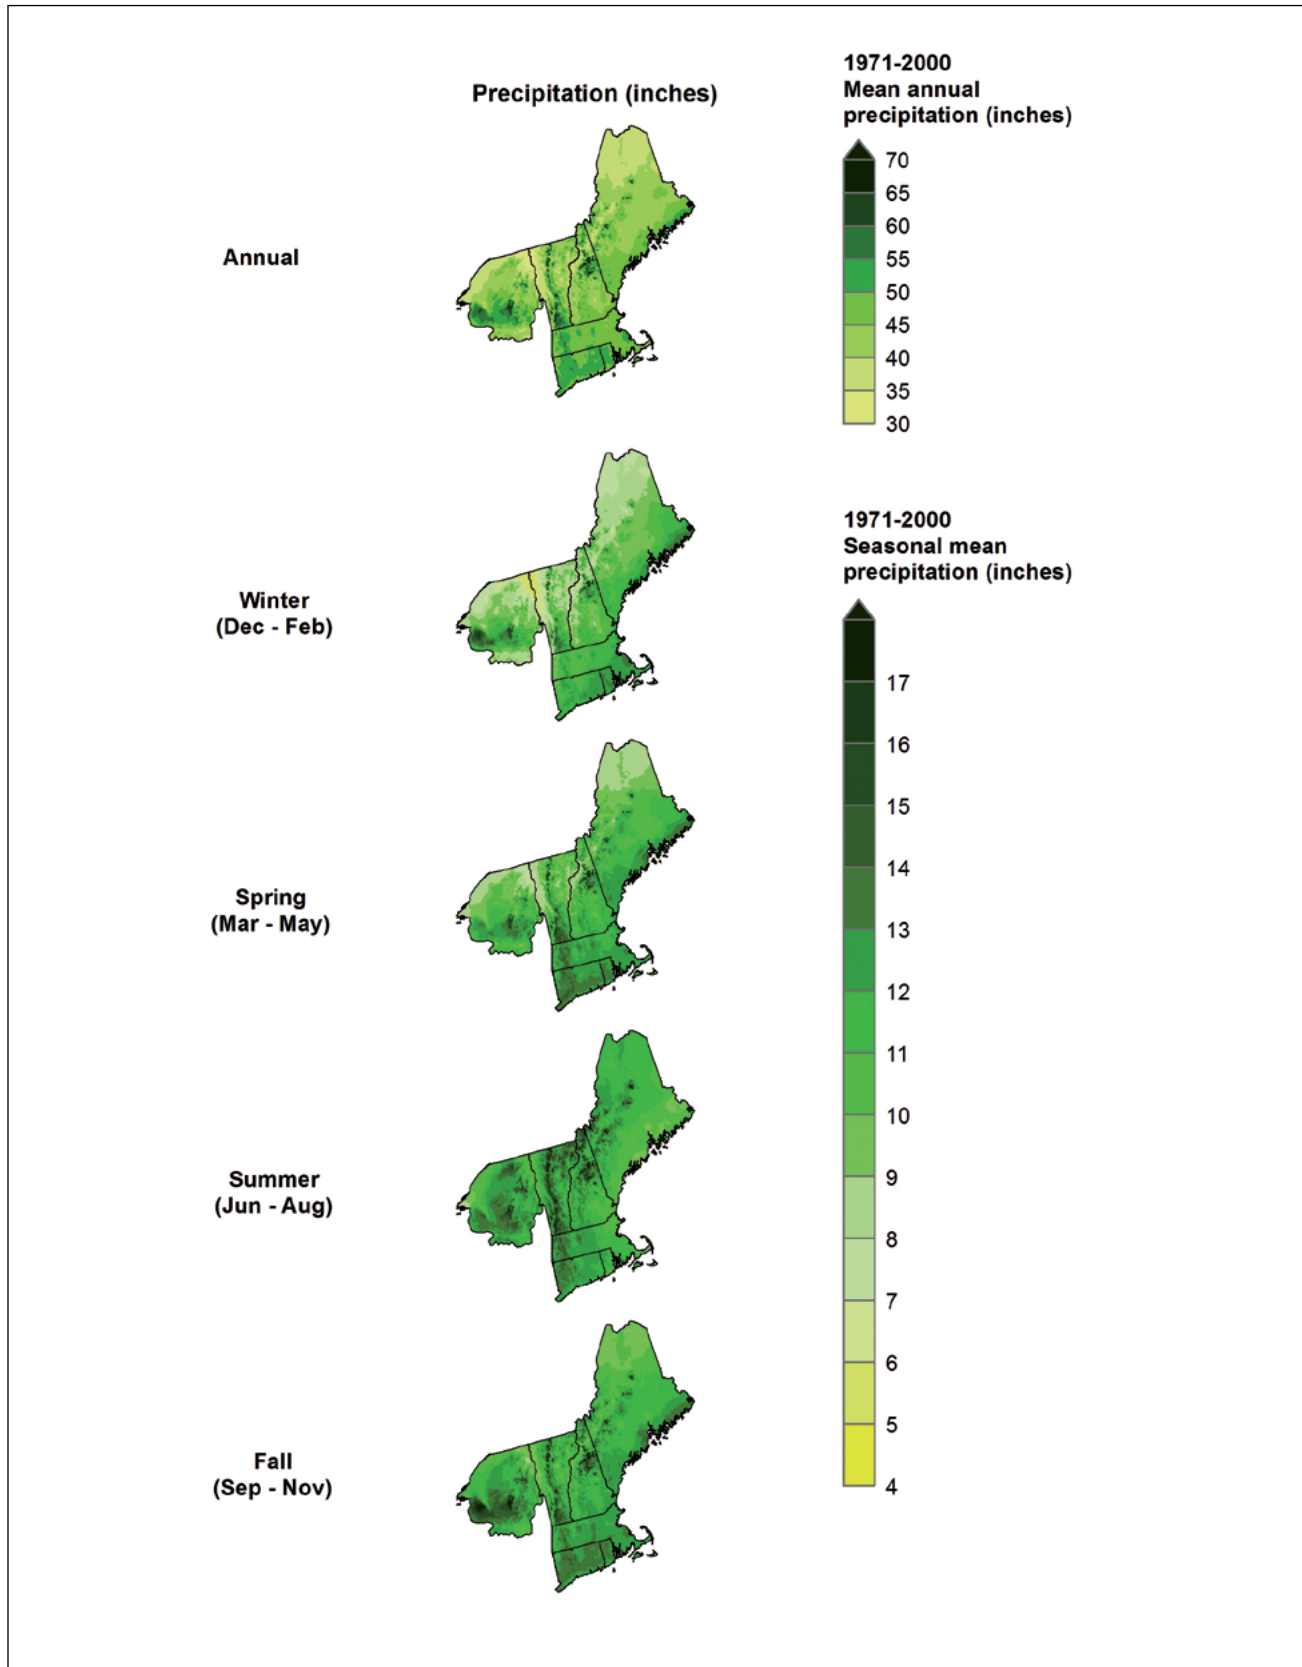 Precipitation (inches)
1971-2000
Mean annual
precipitation (inches)
70
65
60
55
50
45
40
35
30
Annual
1971-2000
Seasonal mean
precipitation (inches)
17
16
15
14
13
12
11
10
9
8
7
6
5
4
Winter
(Dec - Feb)
Spring
(Mar - May)
Summer
(Jun - Aug)
Fall
(Sep - Nov)